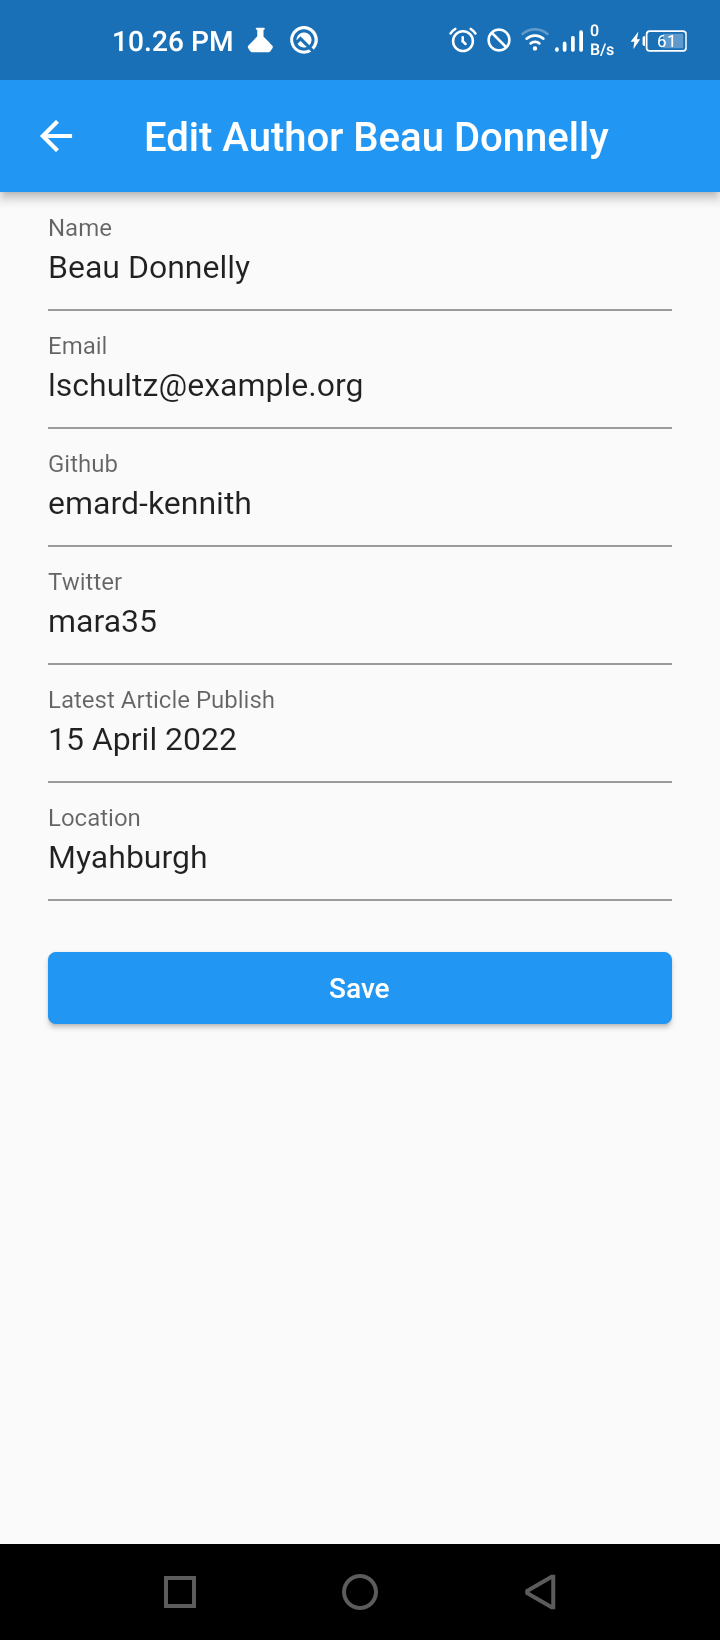 10.26 PM
0
B/s
61
Edit Author Beau Donnelly
Name
Beau Donnelly
Email
lschultz@example.org
Github
emard-kennith
Twitter
mara35
Latest Article Publish
15 April 2022
Location
Myahburgh
Save